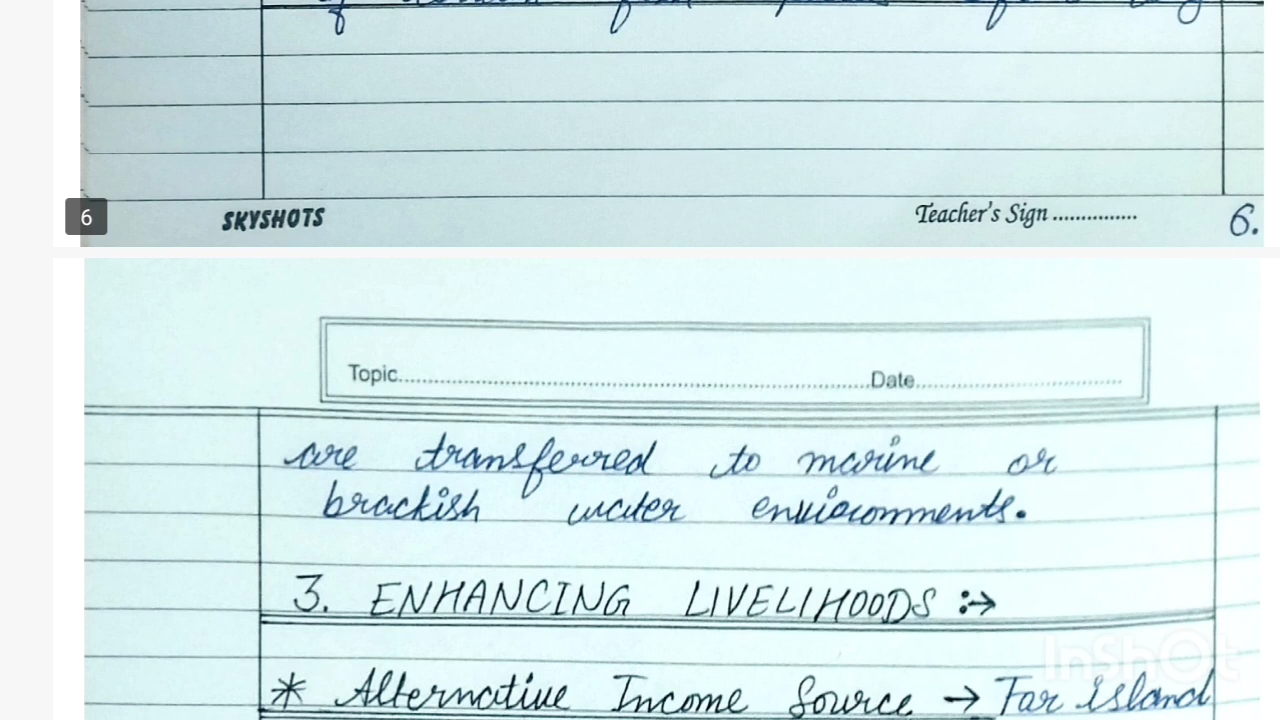 6
SKYSHOTS
Teacher's Sign ...............
6.
Topic..........................................................Date..............................
are transferred to marine or
brackish water environments.
3. ENHANCING LIVELIHOODS :→
InShOt
* Alternative Income Source → For island